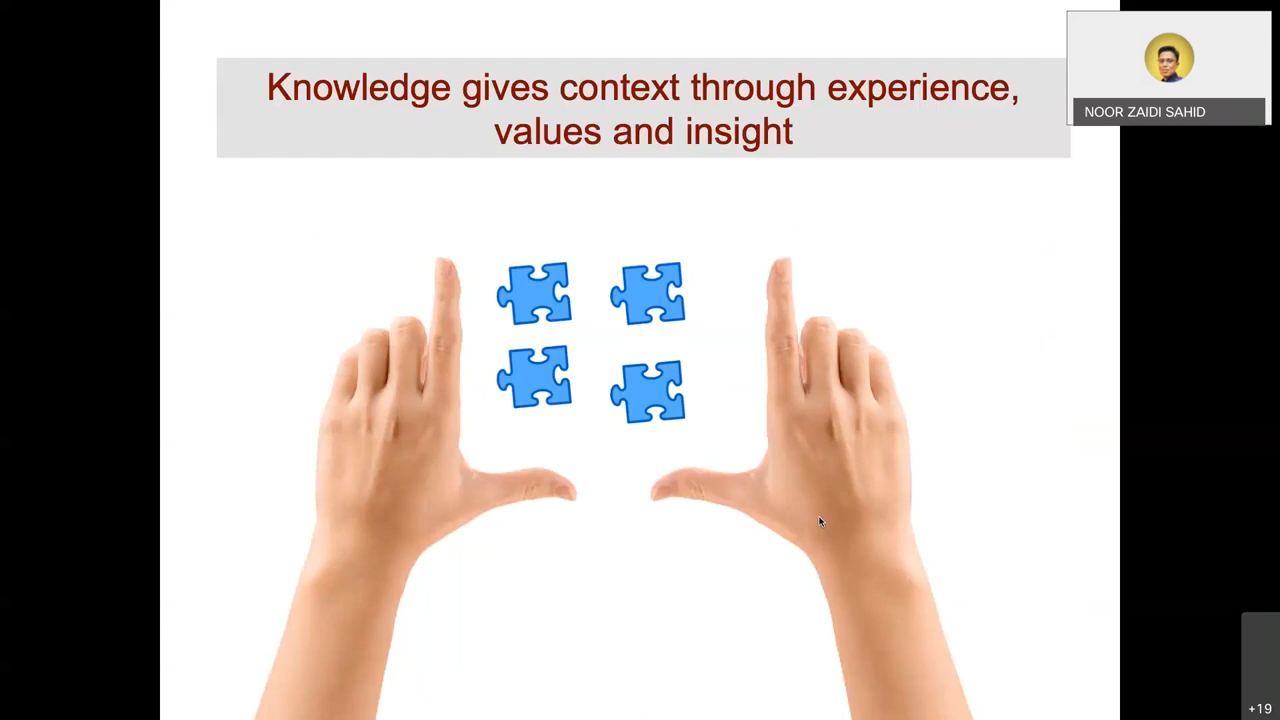 Knowledge gives context through experience,
values and insight
NOOR ZAIDI SAHID
+19